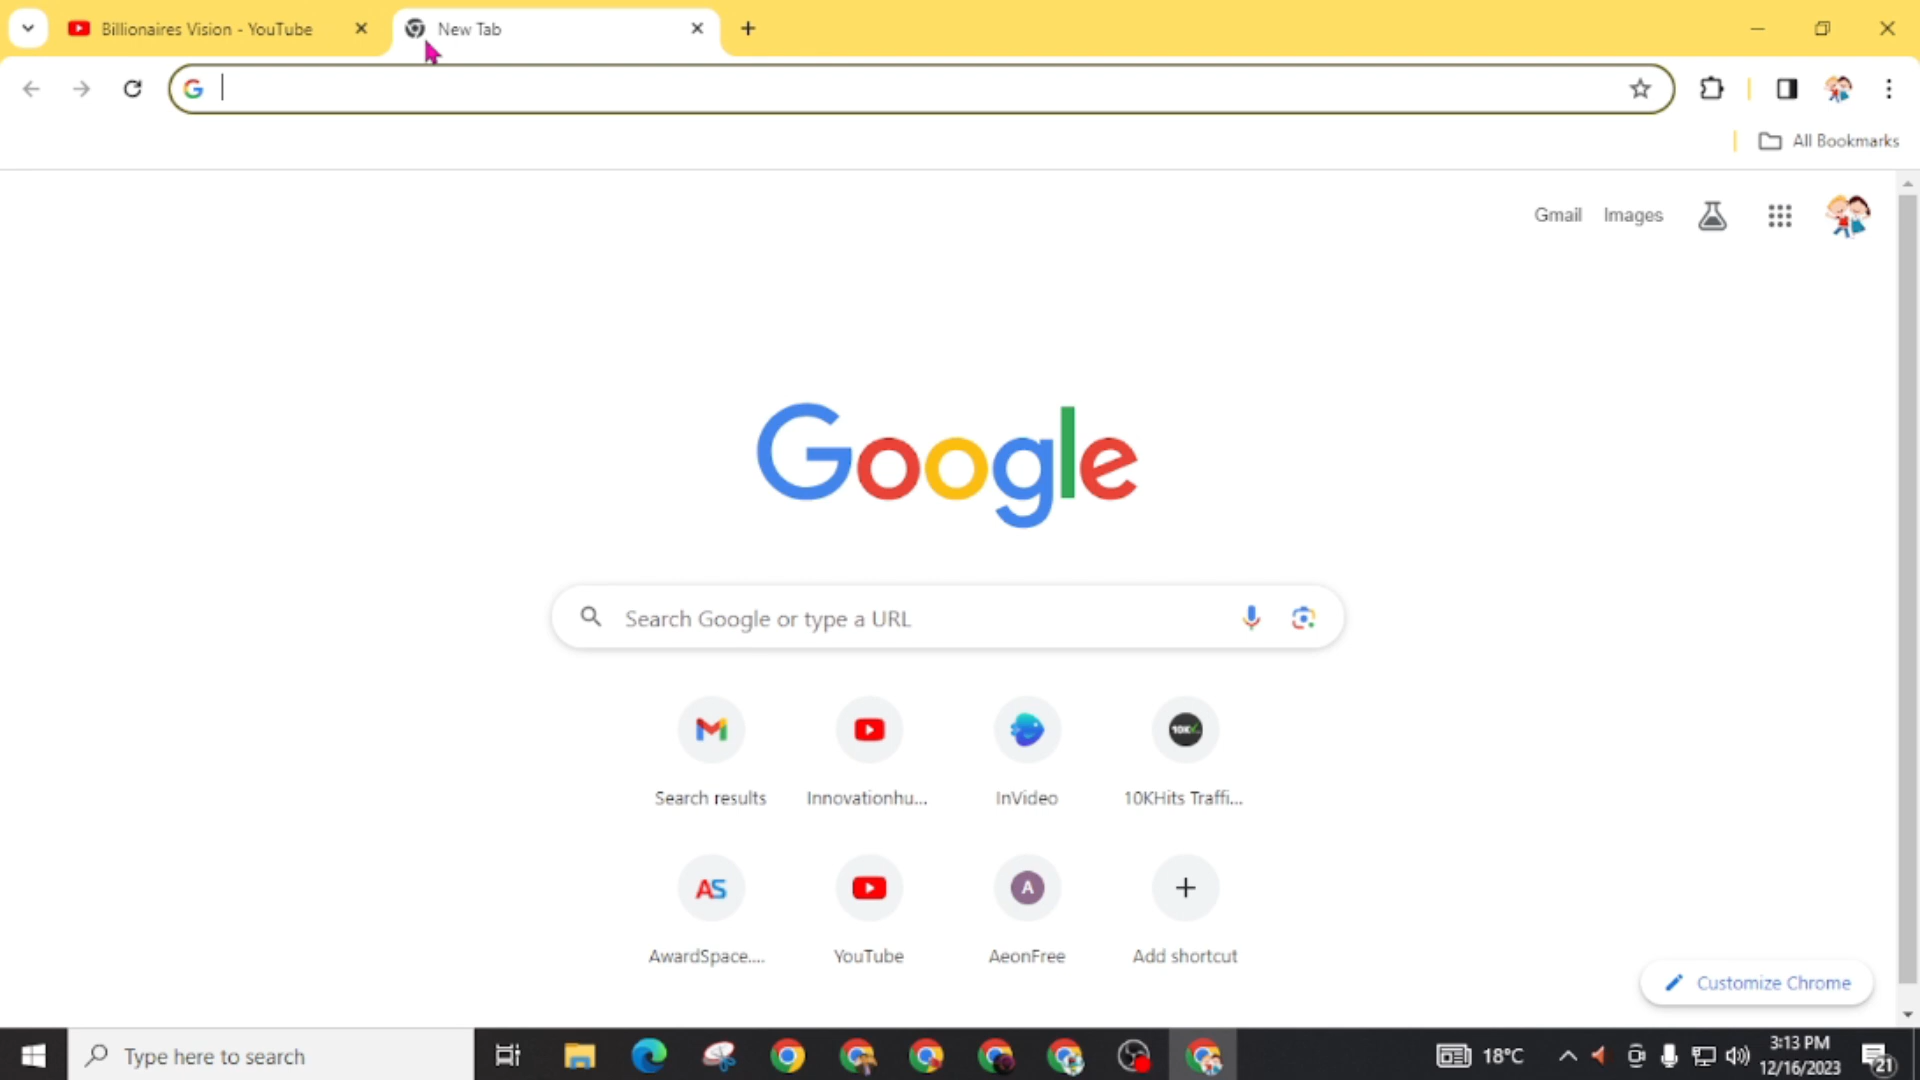 Billionaires Vision - YouTube
New Tab
All Bookmarks
Gmail Images
Google
Search Google or type a URL
Search results
Innovationhu...
InVideo
10KHits Traffi...
AwardSpace....
YouTube
AeonFree
Add shortcut
Customize Chrome
Type here to search
18°C
3:13 PM
12/16/2023
21